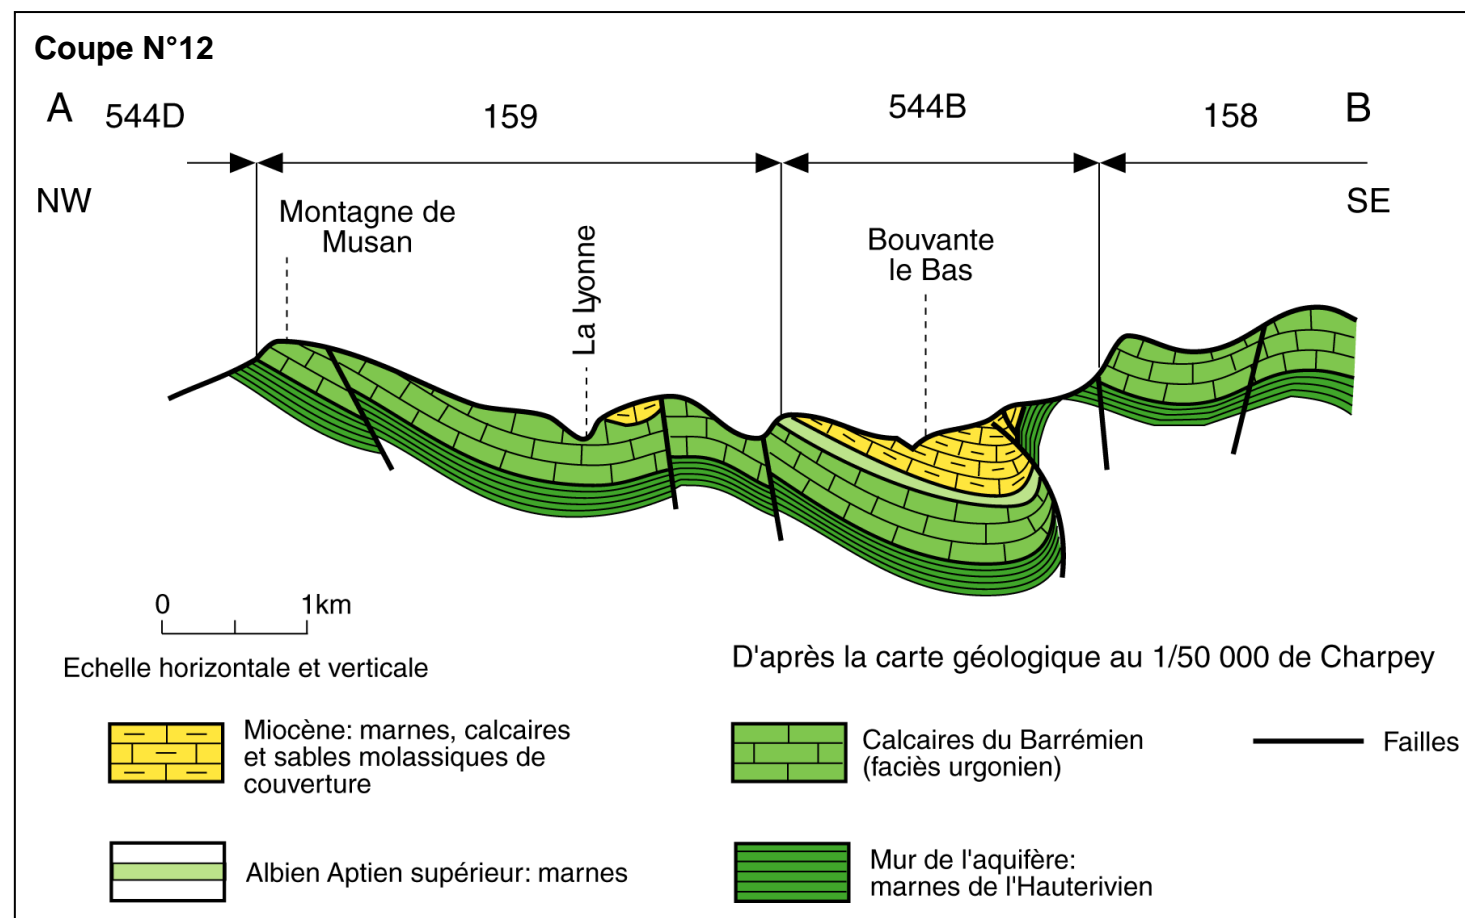 Coupe N°12
A 544D 159 544B 158 B
NW SE
Montagne de
Musan
La Lyonne
Bouvante
le Bas
0 1km
Echelle horizontale et verticale
D'après la carte géologique au 1/50 000 de Charpey
Miocène: marnes, calcaires
et sables molassiques de
couverture
Calcaires du Barrémien
(faciès urgonien)
Failles
Albien Aptien supérieur: marnes
Mur de l'aquifère:
marnes de l'Hauterivien